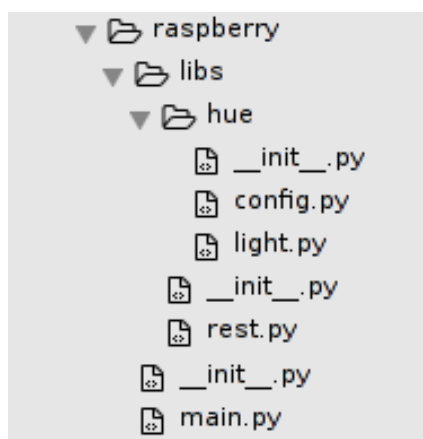 raspberry
libs
hue
__init__.py
config.py
light.py
__init__.py
rest.py
__init__.py
main.py